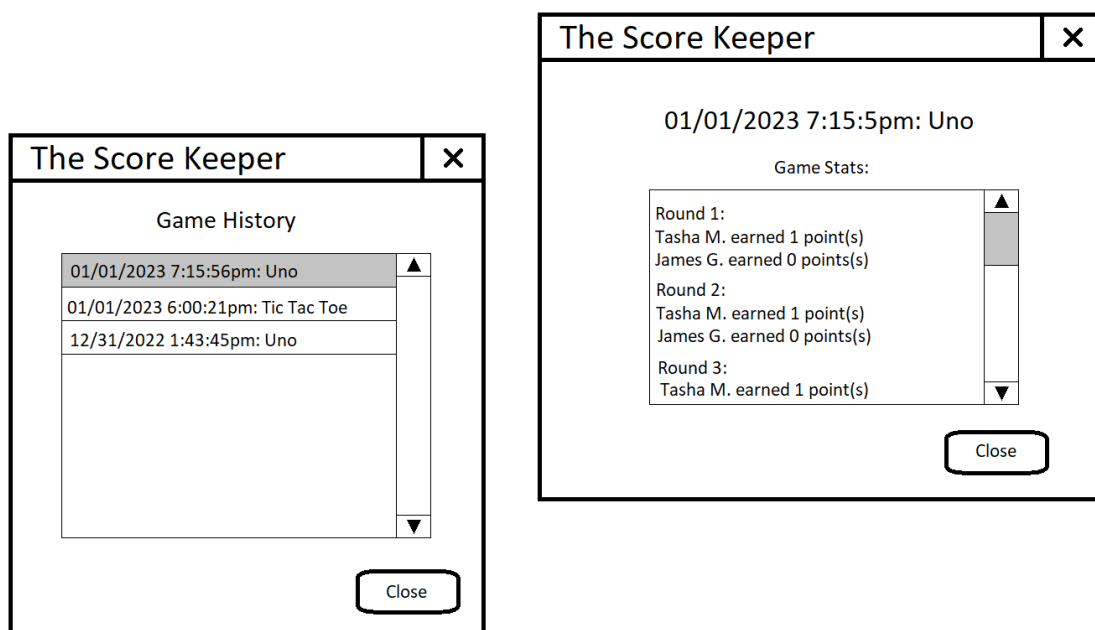 The Score Keeper
Game History
01/01/2023 7:15:56pm: Uno
01/01/2023 6:00:21pm: Tic Tac Toe
12/31/2022 1:43:45pm: Uno
Close
The Score Keeper
01/01/2023 7:15:5pm: Uno
Game Stats:
Round 1:
Tasha M. earned 1 point(s)
James G. earned 0 points(s)
Round 2:
Tasha M. earned 1 point(s)
James G. earned 0 points(s)
Round 3:
Tasha M. earned 1 point(s)
Close